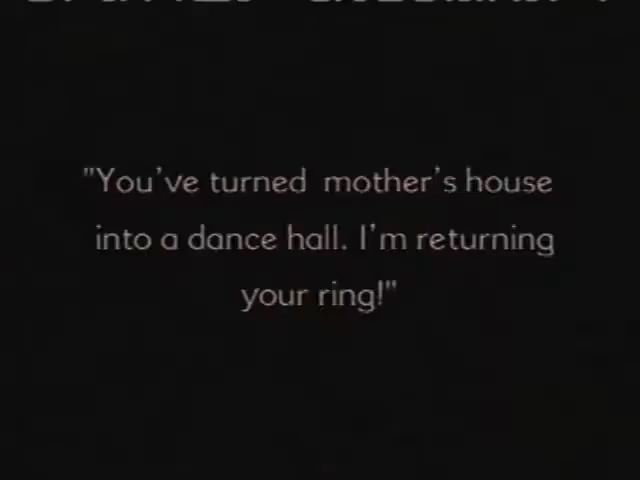 "You've turned mother's house
into a dance hall. I'm returning
your ring!"